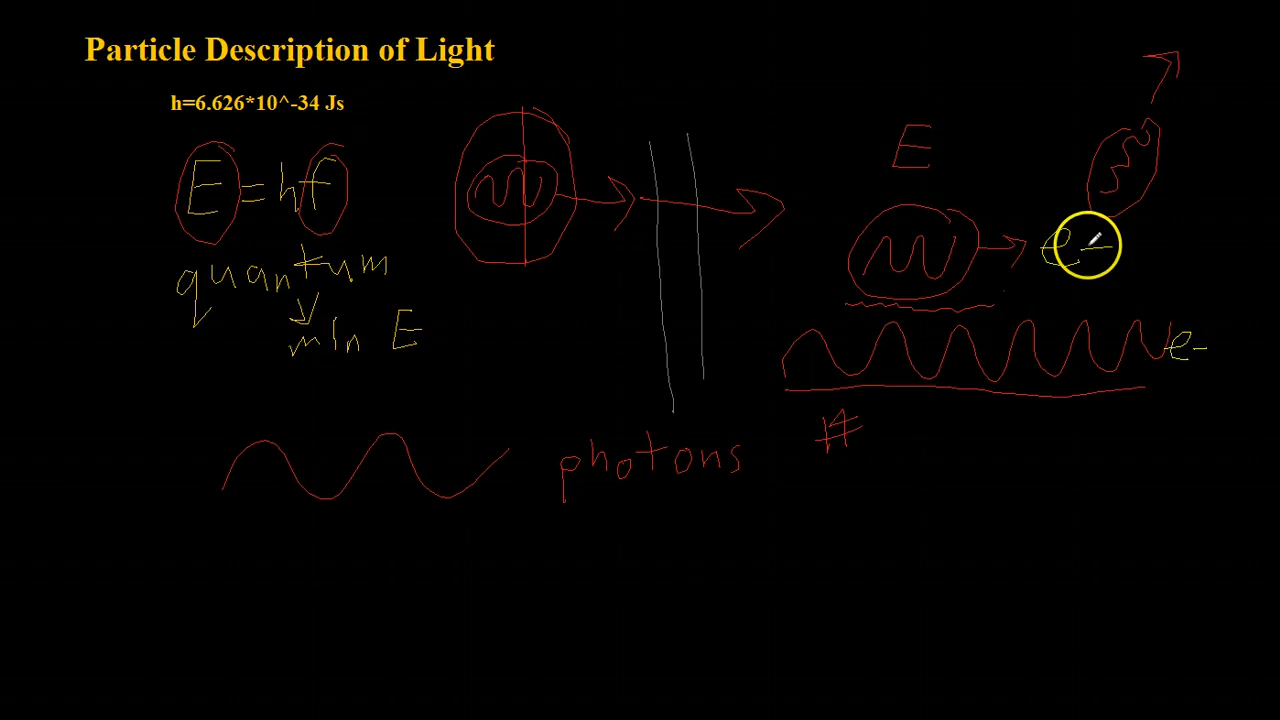 Particle Description of Light
h=6.626*10^-34 Js
E=hf
quantum
min E
E
e-
e-
photons
#